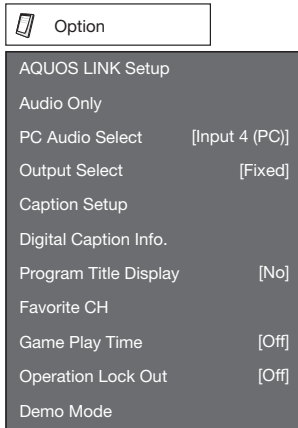 Option
AQUOS LINK Setup
Audio Only
PC Audio Select [Input 4 (PC)]
Output Select [Fixed]
Caption Setup
Digital Caption Info.
Program Title Display [No]
Favorite CH
Game Play Time [Off]
Operation Lock Out [Off]
Demo Mode